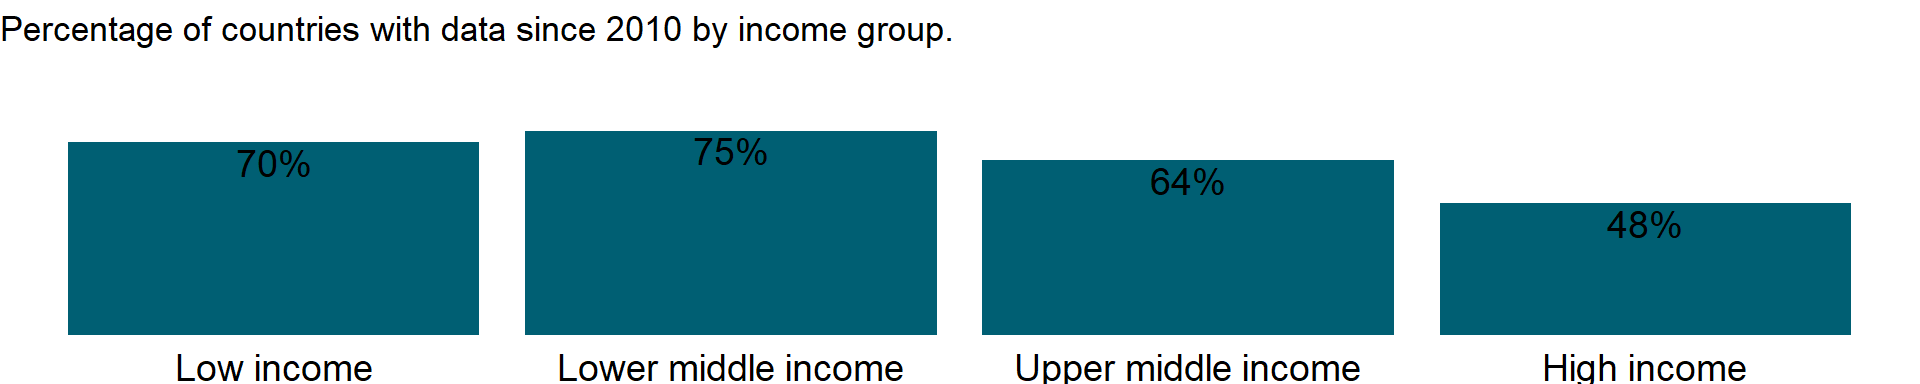 Percentage of countries with data since 2010 by income group.
70%
75%
64%
48%
Low income
Lower middle income
Upper middle income
High income